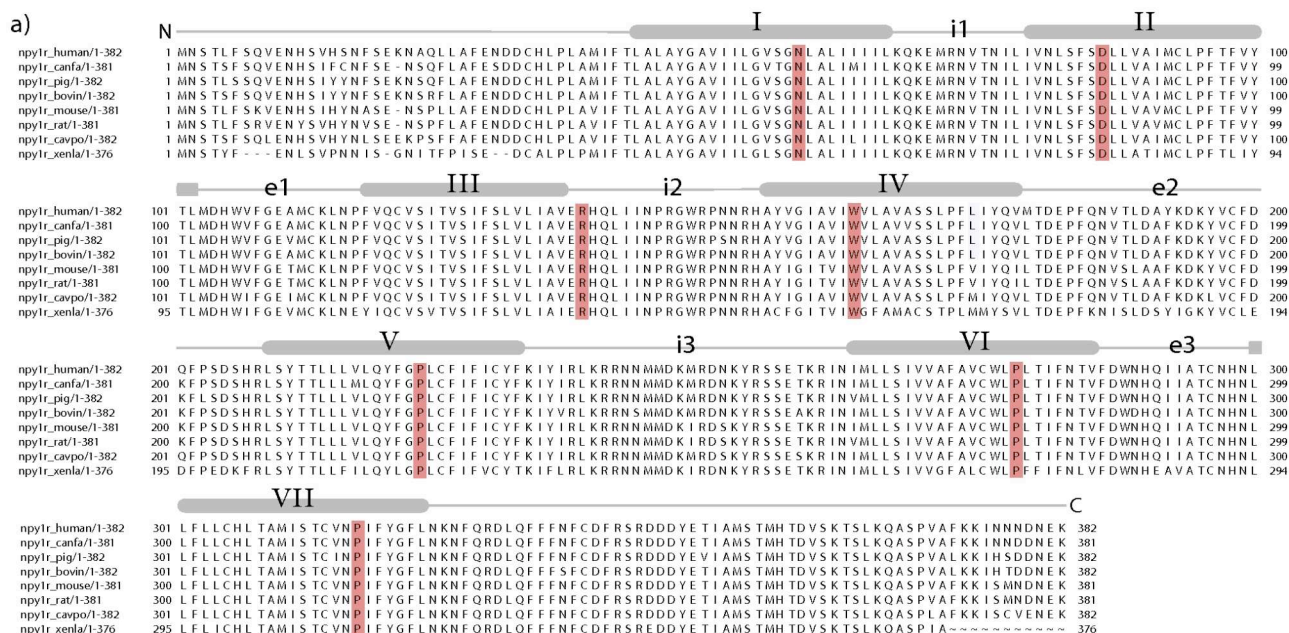 a)
N I i1 II
npy1r_human/1-382 1 MNSTLFSQVENHSVHSNFSEKNAQLLAFENDDCHLPLAMIFTLALAYGAVIILGVSGNLALIIIILKQKEMRNVTNILIVNLSFSDLLVAIMCLPFTFVY 100
npy1r_canfa/1-381 1 MNSTSFSQVENHSIFCNFSE-NSQFLAFESDDCHLPLAMIFTLALAYGAVIILGVTGNLALIMIILKQKEMRNVTNILIVNLSFSDLLVAIMCLPFTFVY 99
npy1r_pig/1-382 1 MNSTSFSQVENHSIYYNFSEKNSQFLAFENDDCHLPLAMIFTLALAYGAVIILGVSGNLALIIIILKQKEMRNVTNILIVNLSFSDLLVAIMCLPFTFVY 100
npy1r_bovin/1-382 1 MNSTSFSQVENHSIYYNFSEKNSRFLAFENDDCHLPLAMIFTLALAYGAVIILGVSGNLALIIIILKQKEMRNVTNILIVNLSFSDLLVAIMCLPFTFVY 100
npy1r_mouse/1-381 1 MNSTLFSKVENHSIHYNASE-NSPLLAFENDDCHLPLAVIFTLALAYGAVIILGVSGNLALIIIILKQKEMRNVTNILIVNLSFSDLLVAVMCLPFTFVY 99
npy1r_rat/1-381 1 MNSTLFSRVENYSVHYNVSE-NSPFLAFENDDCHLPLAVIFTLALAYGAVIILGVSGNLALIIIILKQKEMRNVTNILIVNLSFSDLLVAVMCLPFTFVY 99
npy1r_cavpo/1-382 1 MNSTSFSQLENHSVHYNLSEEKPSFFAFENDDCHLPLAVIFTLALAYGAVIILGVSGNLALILIILKQKEMRNVTNILIVNLSFSDLLVAIMCLPFTFVY 100
npy1r_xenla/1-376 1 MNSTYF---ENLSVPNNIS-GNITFPISE--DCALPLPMIFTLALAYGAVIILGLSGNLALIIIILKQKEMRNVTNILIVNLSFSDLLATIMCLPFTLIY 94
e1 III i2 IV e2
npy1r_human/1-382 101 TLMDHWVFGEAMCKLNPFVQCVSITVSIFSLVLIAVERHQLIINPRGWRPNNRHAYVGIAVIWVLAVASSLPFLIYQVMTDEPFQNVTLDAYKDKYVCFD 200
npy1r_canfa/1-381 100 TLMDHWVFGEAMCKLNPFVQCVSITVSIFSLVLIAVERHQLIINPRGWRPNNRHAYVGIAVIWVLAVASSLPFLIYQVLTDEPFQNVTLDAFKDKYVCFD 199
npy1r_pig/1-382 101 TLMDHWVFGEAMCKLNPFVQCVSITVSIFSLVLIAVERHQLIINPRGWRPSNRHAYVGIAVIWVLAVASSLPFLIYQVLTDEPFQNVTLDAFKDKYVCFD 200
npy1r_bovin/1-382 101 TLMDHWVFGEAMCKLNPFVQCVSITVSIFSLVLIAVERHQLIINPRGWRPNNRHAYVGIAVIWVLAVASSLPFLIYQVLTDEPFQNVTLDAFKDKYVCFD 200
npy1r_mouse/1-381 100 TLMDHWVFGETMCKLNPFVQCVSITVSIFSLVLIAVERHQLIINPRGWRPNNRHAYIGITVIWVLAVASSLPFVIYQILTDEPFQNVSLAAFKDKYVCFD 199
npy1r_rat/1-381 100 TLMDHWVFGETMCKLNPFVQCVSITVSIFSLVLIAVERHQLIINPRGWRPNNRHAYIGITVIWVLAVASSLPFVIYQILTDEPFQNVSLAAFKDKYVCFD 199
npy1r_cavpo/1-382 101 TLMDHWIFGEIMCKLNPFVQCVSITVSIFSLVLIAVERHQLIINPRGWRPNNRHAYVGIAVIWVLAVASSLPFMIYQVLTDEPFQNVTLDAFKDKLVCFD 200
npy1r_xenla/1-376 95 TLMDHWIFGEVMCKLNEYIQCVSVTVSIFSLVLIAIERHQLIINPRGWRPNNRHACFGITVIWGFAMACSTPLMMYSVLTDEPFKNISLDSYIGKYVCLE 194
V i3 VI e3
npy1r_human/1-382 201 QFPSDSHRLSYTTLLLVLQYFGPLCFIFICYFKIYIRLKRRNNMMDKMRDNKYRSSETKRINIMLLSIVVAFAVCWLPLTIFNTVFDWNHQIIATCNHNL 300
npy1r_canfa/1-381 200 KFPSDSHRLSYTTLLLMLQYFGPLCFIFICYFKIYIRLKRRNNMMDKMRDNKYRSSETKRINIMLLSIVVAFAVCWLPLTIFNTVFDWNHQIIATCNHNL 299
npy1r_pig/1-382 201 KFLSDSHRLSYTTLLLVLQYFGPLCFIFICYFKIYIRLKRRNNMMDKMRDNKYRSSETKRINVMLLSIVVAFAVCWLPLTIFNTVFDWNHQIIATCNHNL 300
npy1r_bovin/1-382 201 KFPSDSHRLSYTTLLLVLQYFGPLCFIFICYFKIYVRLKRRNSMMDKMRDNKYRSSEAKRINIMLLSIVVAFAVCWLPLTIFNTVFDWDHQIIATCNHNL 300
npy1r_mouse/1-381 200 KFPSDSHRLSYTTLLLVLQYFGPLCFIFICYFKIYIRLKRRNNMMDKIRDSKYRSSETKRINIMLLSIVVAFAVCWLPLTIFNTVFDWNHQIIATCNHNL 299
npy1r_rat/1-381 200 KFPSDSHRLSYTTLLLVLQYFGPLCFIFICYFKIYIRLKRRNNMMDKIRDSKYRSSETKRINVMLLSIVVAFAVCWLPLTIFNTVFDWNHQIIATCNHNL 299
npy1r_cavpo/1-382 201 QFPSDSHRLSYTTLLLVLQYFGPLCFIFICYFKIYIRLKRRNNMMDKMRDNKYRSSESKRINIMLLSIVVAFAVCWLPLTIFNTVFDWNHQIIATCNHNL 300
npy1r_xenla/1-376 195 DFPEDKFRLSYTTLLFILQYLGPLCFIFVCYTKIFLRLKRRNNMMDKIRDNKYRSSETKRINIMLLSIVVGFALCWLPFFIFNLVFDWNHEAVATCNHNL 294
VII C
npy1r_human/1-382 301 LFLLCHLTAMISTCVNPIFYGFLNKNFQRDLQFFFNFCDFRSRDDDYETIAMSTMHTDVSKTSLKQASPVAFKKINNNDDNEK 382
npy1r_canfa/1-381 300 LFLLCHLTAMISTCVNPIFYGFLNKNFQRDLQFFFNFCDFRSRDDDYETIAMSTMHTDVSKTSLKQASPVAFKKINNNDDNEK 381
npy1r_pig/1-382 301 LFLLCHLTAMISTCINPIFYGFLNKNFQRDLQFFFNFCDFRSRDDDYEVIAMSTMHTDVSKTSLKQASPVAFKKIHSDDNEK 382
npy1r_bovin/1-382 301 LFLLCHLTAMISTCVNPIFYGFLNKNFQRDLQFFFSFCDFRSRDDDYETIAMSTMHTDVSKTSLKQASPVAFKKIHTDDNEK 382
npy1r_mouse/1-381 300 LFLLCHLTAMISTCVNPIFYGFLNKNFQRDLQFFFNFCDFRSREDDYETIAMSTMHTDVSKTSLKQASPVAFKKISMNDNEK 381
npy1r_rat/1-381 300 LFLLCHLTAMISTCVNPIFYGFLNKNFQRDLQFFFNFCDFRSREDDYETIAMSTMHTDVSKTSLKQASPVAFKKISMNDNEK 381
npy1r_cavpo/1-382 301 LFLLCHLTAMISTCVNPIFYGFLNKNFQRDLQFFFNFCDFRSRDDDYETIAMSTMHTDVSKTSLKQASPLAFKKISCVENEK 382
npy1r_xenla/1-376 295 LFLICHLTAMISTCVNPIFYGFLNKNFQRDLQFFFNFCDFRSREDDYETIAMSTMHTDVSKTSLKQASPIA~~~~~~~~~~~ 376